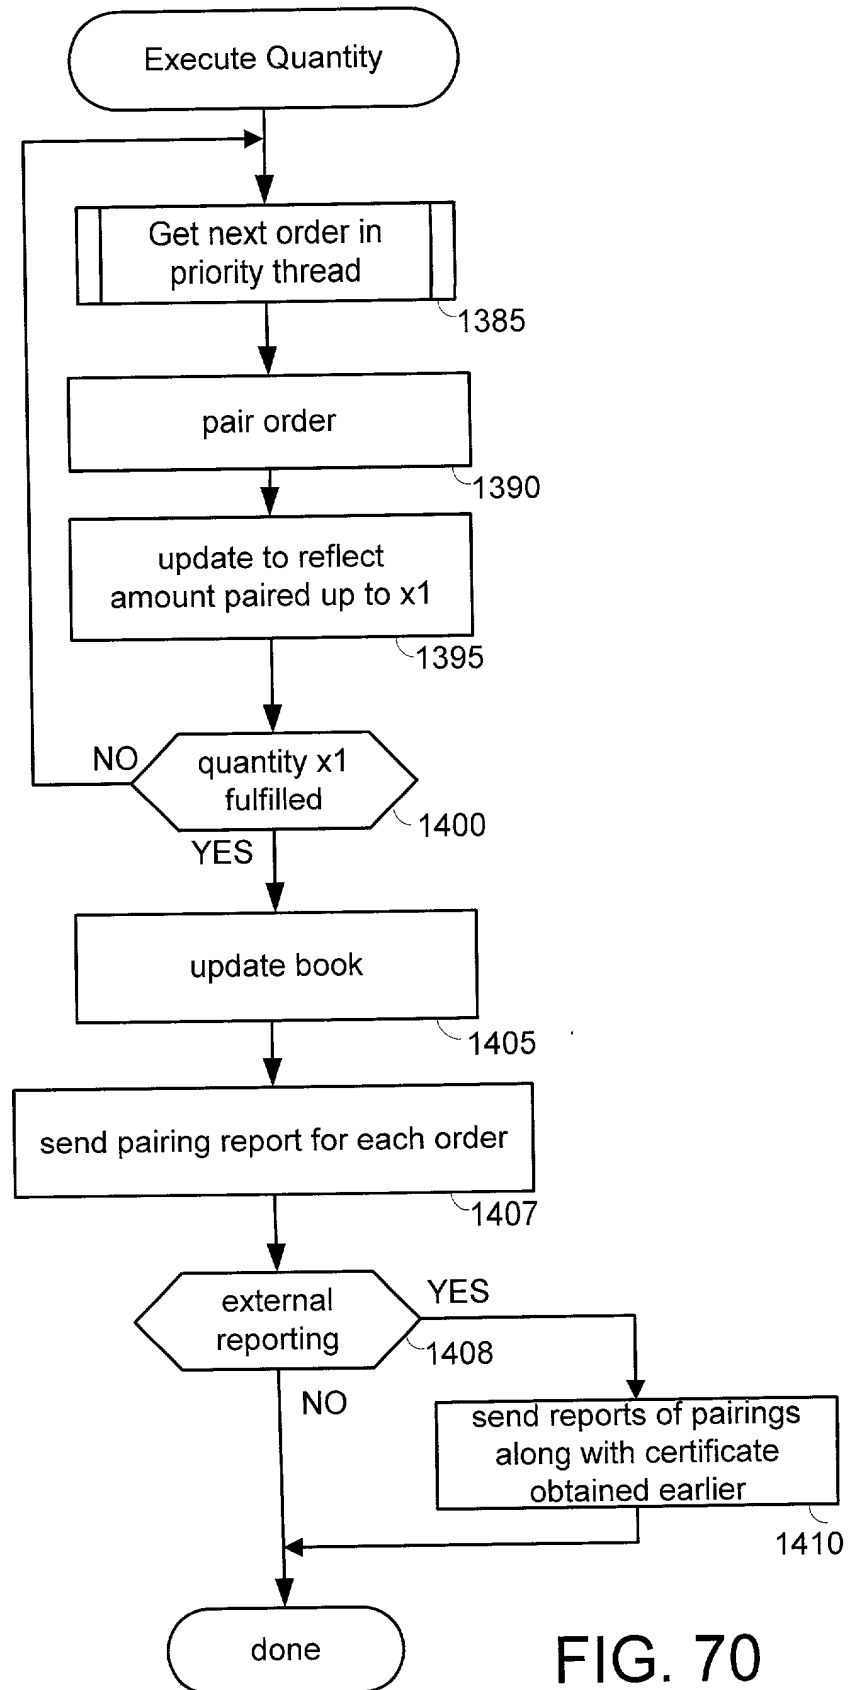 Execute Quantity
Get next order in
priority thread
1385
pair order
1390
update to reflect
amount paired up to x1
1395
NO
quantity x1
fulfilled
1400
YES
update book
1405
send pairing report for each order
1407
external
reporting
YES
1408
NO
send reports of pairings
along with certificate
obtained earlier
1410
done
FIG. 70